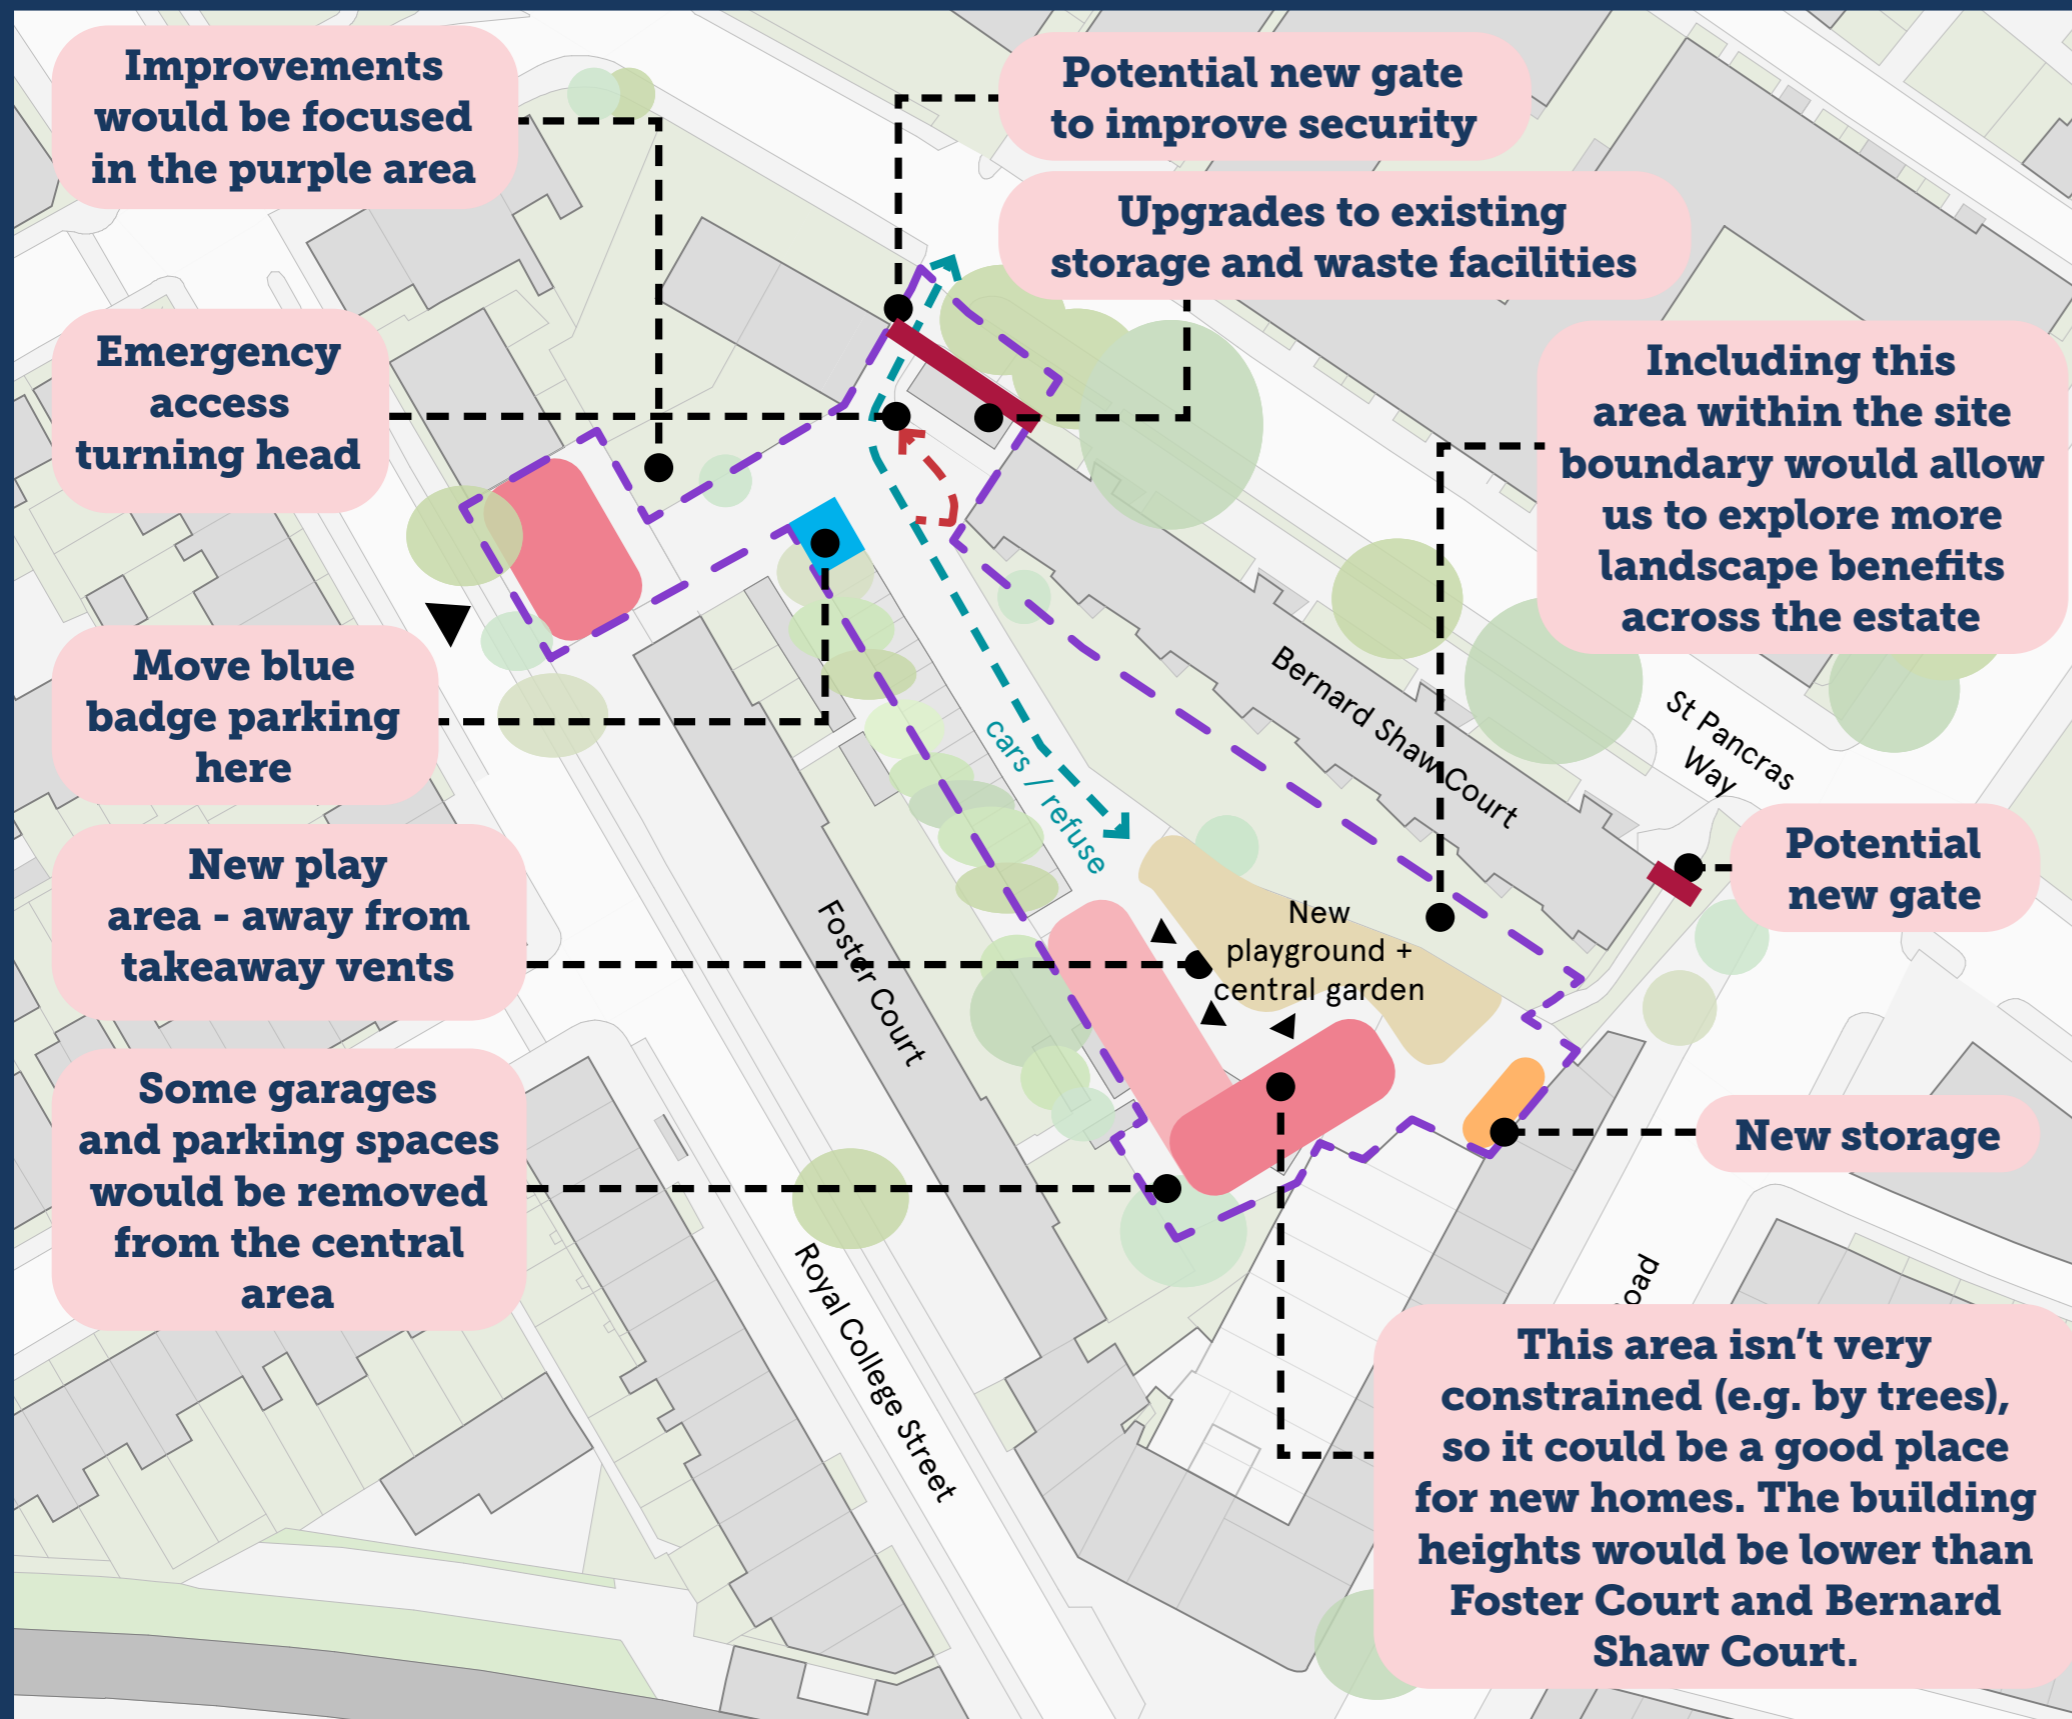 Improvements
would be focused
in the purple area
Potential new gate
to improve security
Upgrades to existing
storage and waste facilities
Emergency
access
turning head
Including this
area within the site
boundary would allow
us to explore more
landscape benefits
across the estate
Move blue
badge parking
here
Bernard Shaw Court
St Pancras
Way
cars / refuse
Potential
new gate
New play
area - away from
takeaway vents
Foster Court
New
playground +
central garden
Some garages
and parking spaces
would be removed
from the central
area
New storage
Royal College Street
oad
This area isn’t very
constrained (e.g. by trees),
so it could be a good place
for new homes. The building
heights would be lower than
Foster Court and Bernard
Shaw Court.